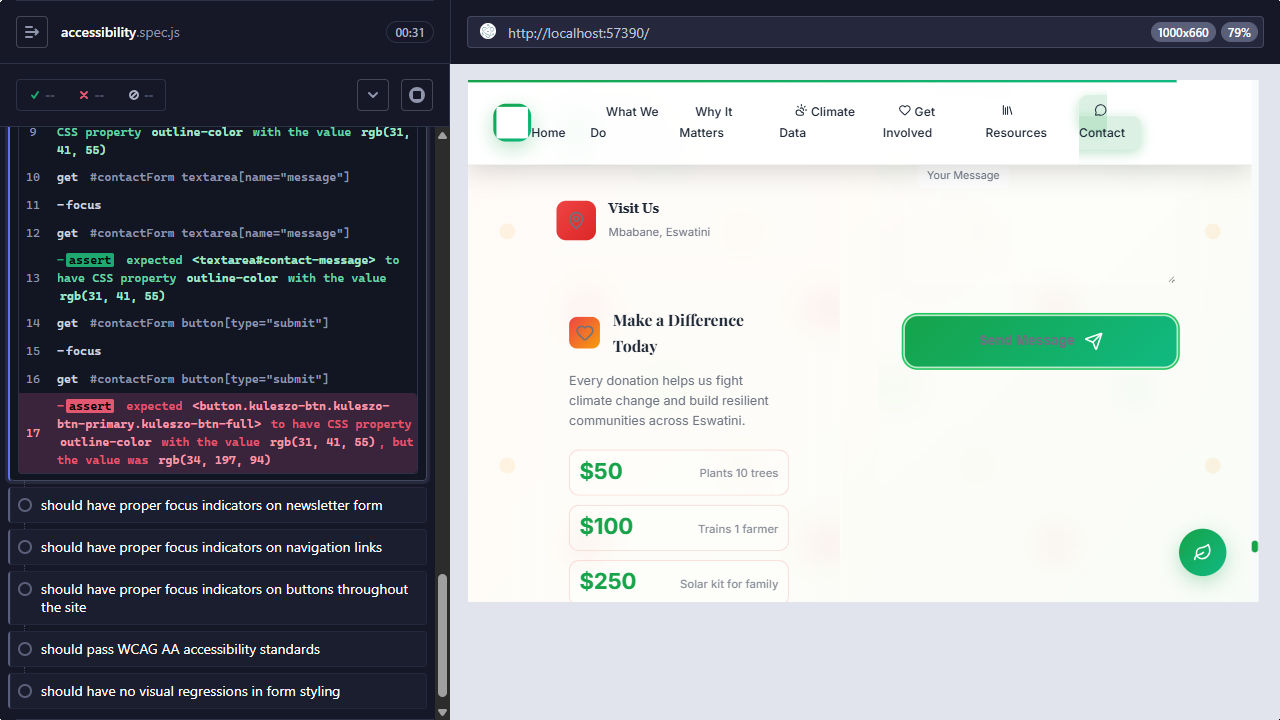 accessibility.spec.js
00:31
--
--
--
9
CSS property outline-color with the value rgb(31,
41, 55)
10 get #contactForm textarea[name="message"]
11 -focus
12 get #contactForm textarea[name="message"]
-assert expected <textarea#contact-message> to
13 have CSS property outline-color with the value
rgb(31, 41, 55)
14 get #contactForm button[type="submit"]
15 -focus
16 get #contactForm button[type="submit"]
-assert expected <button.kuleszo-btn.kuleszo-
btn-primary.kuleszo-btn-full> to have CSS property
17 outline-color with the value rgb(31, 41, 55), but
the value was rgb(34, 197, 94)
should have proper focus indicators on newsletter form
should have proper focus indicators on navigation links
should have proper focus indicators on buttons throughout
the site
should pass WCAG AA accessibility standards
should have no visual regressions in form styling
http://localhost:57390/
1000x660
79%
Home
What We
Do
Why It
Matters
Climate
Data
Get
Involved
Resources
Contact
Your Message
Visit Us
Mbabane, Eswatini
Make a Difference
Today
Every donation helps us fight
climate change and build resilient
communities across Eswatini.
$50 Plants 10 trees
$100 Trains 1 farmer
$250 Solar kit for family
Send Message